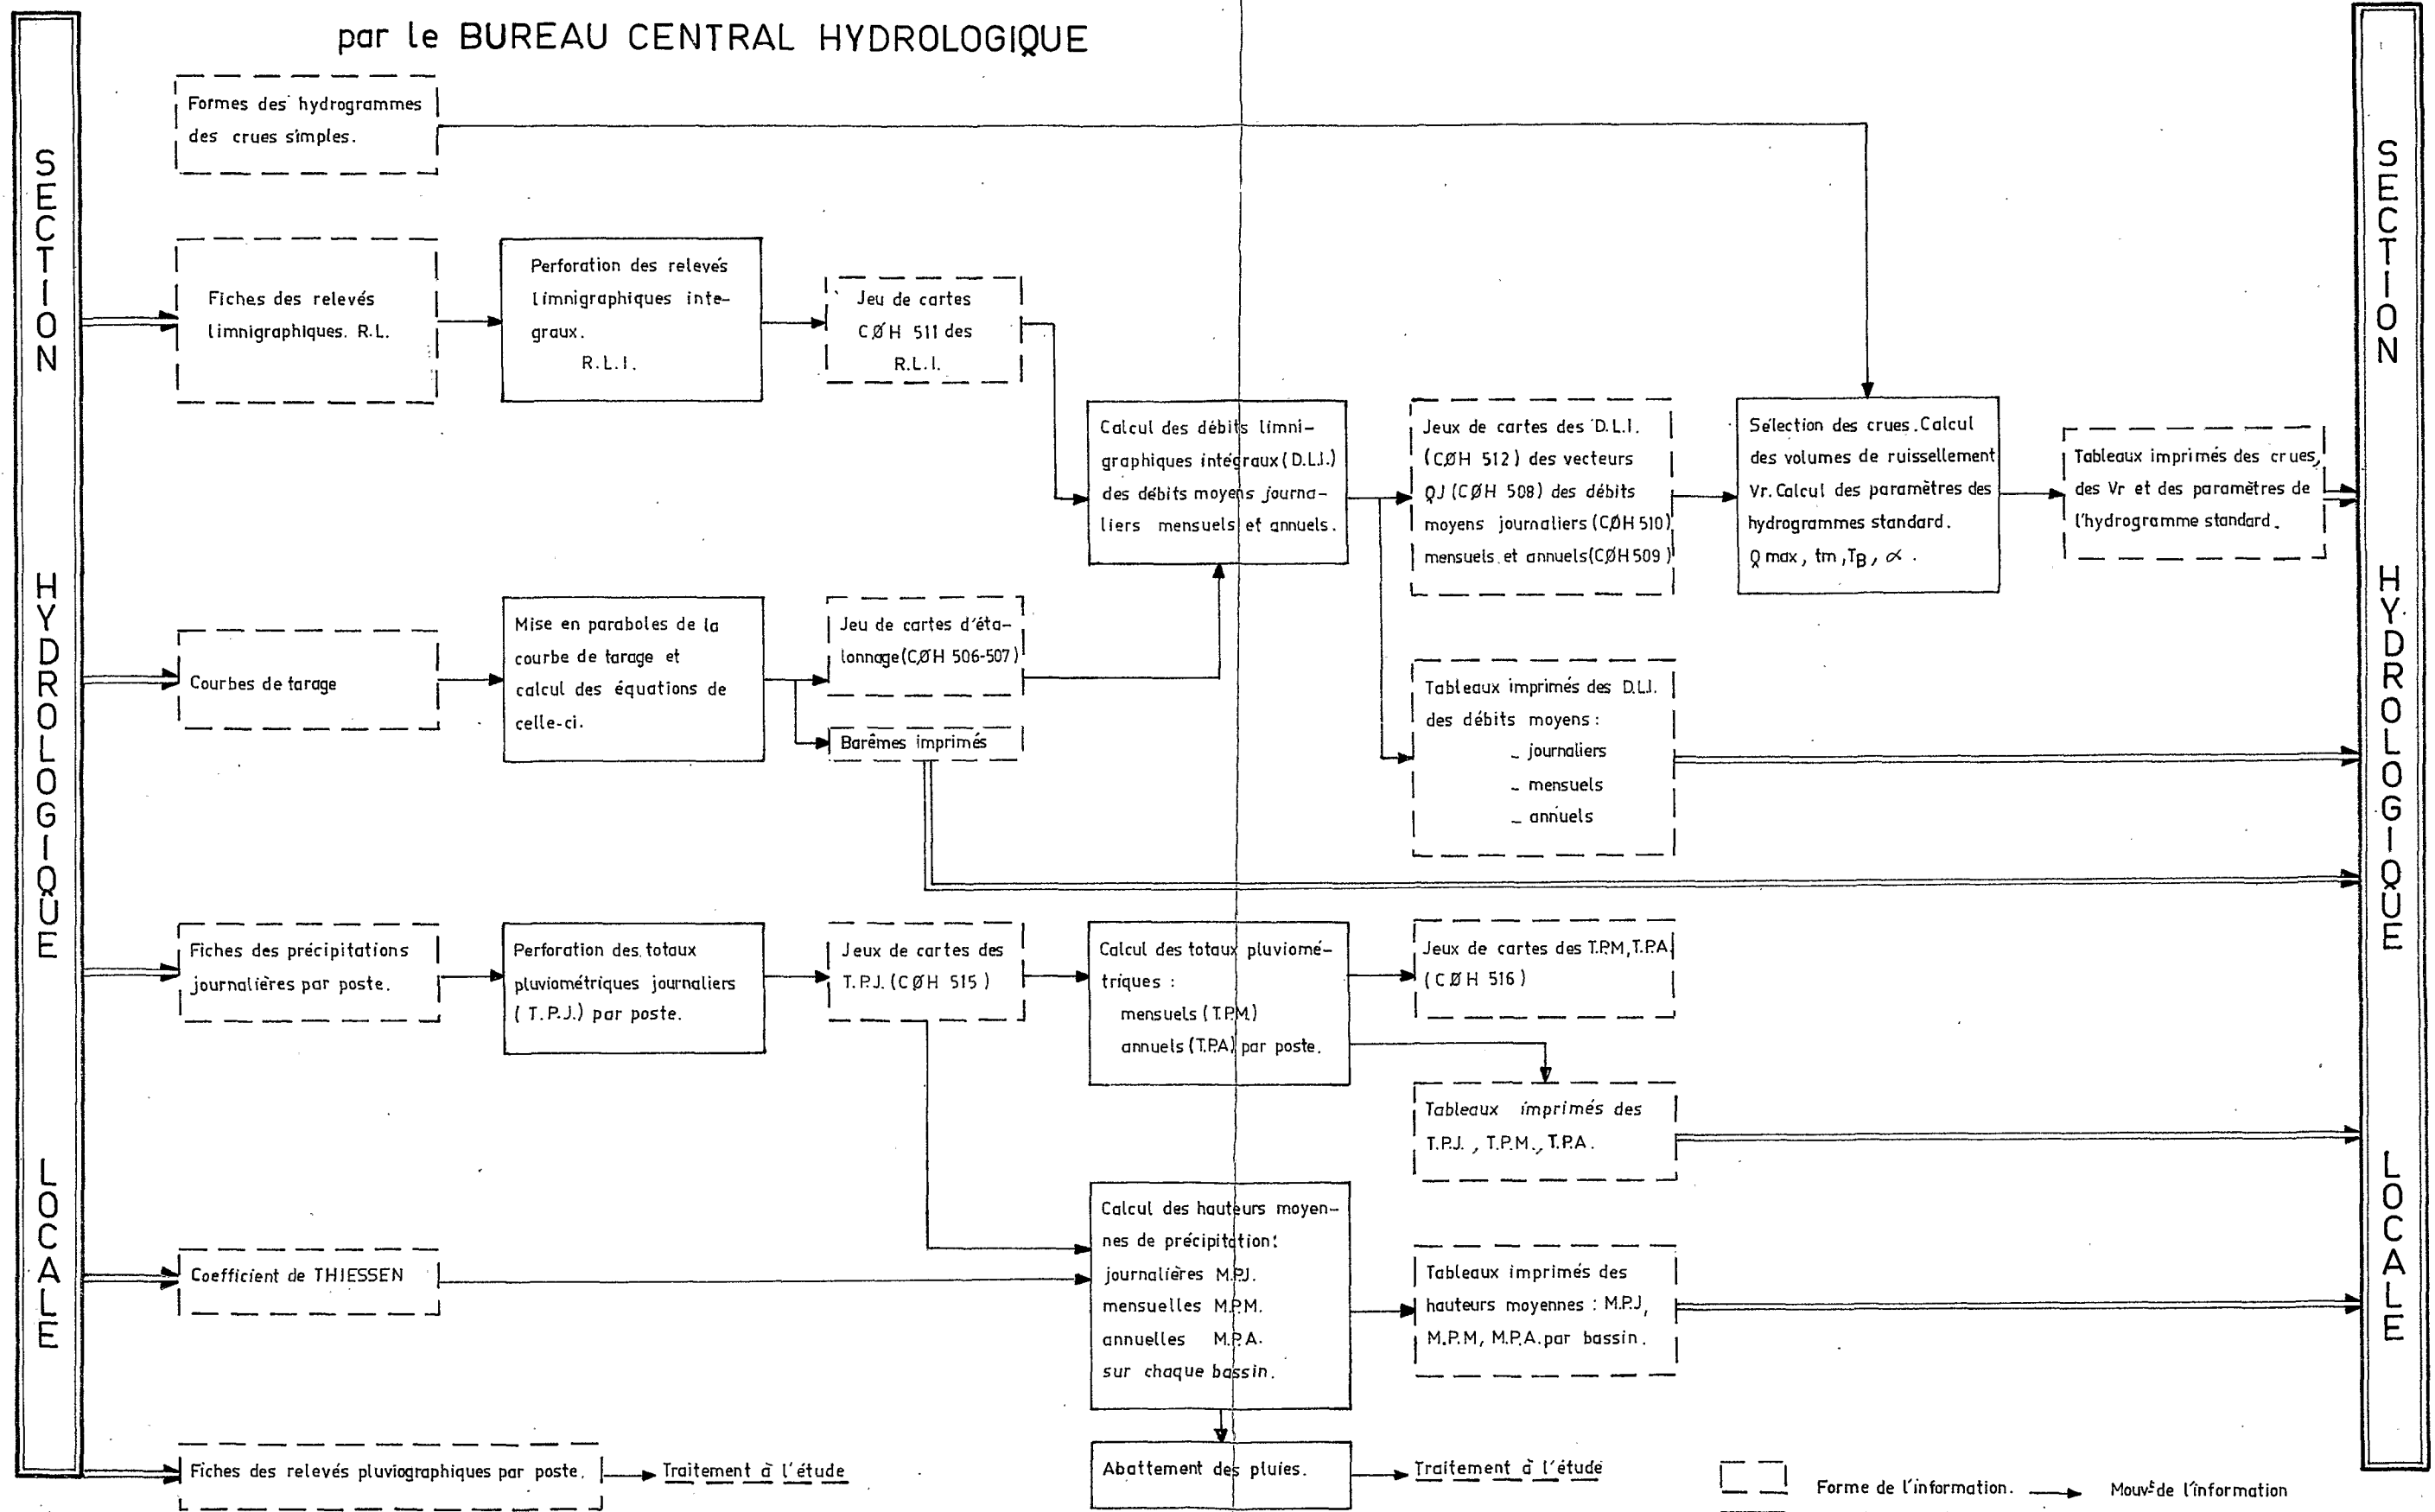 par le BUREAU CENTRAL HYDROLOGIQUE
SECTION HYDROLOGIQUE LOCALE
Formes des hydrogrammes
des crues simples.
Fiches des relevés
limnigraphiques. R.L.
Perforation des relevés
limnigraphiques inte-
graux.
R.L.I.
Jeu de cartes
CØH 511 des
R.L.I.
Calcul des débits limni-
graphiques intégraux (D.L.I.)
des débits moyens journa-
liers mensuels et annuels.
Jeux de cartes des D.L.I.
(CØH 512) des vecteurs
QJ (CØH 508) des débits
moyens journaliers (CØH 510)
mensuels et annuels (CØH 509)
Sélection des crues. Calcul
des volumes de ruissellement
Vr. Calcul des paramètres des
hydrogrammes standard.
Q max, tm, TB, α.
Tableaux imprimés des crues,
des Vr et des paramètres de
l'hydrogramme standard.
Courbes de tarage
Mise en paraboles de la
courbe de tarage et
calcul des équations de
celle-ci.
Jeu de cartes d'éta-
lonnage (CØH 506-507)
Barêmes imprimés
Tableaux imprimés des D.L.I.
des débits moyens :
- journaliers
- mensuels
- annuels
Fiches des précipitations
journalières par poste.
Perforation des totaux
pluviométriques journaliers
(T.P.J.) par poste.
Jeux de cartes des
T.P.J. (CØH 515)
Calcul des totaux pluviomé-
triques :
mensuels (T.P.M.)
annuels (T.P.A) par poste.
Jeux de cartes des T.P.M, T.P.A.
(CØH 516)
Tableaux imprimés des
T.P.J., T.P.M., T.P.A.
Coefficient de THIESSEN
Calcul des hauteurs moyen-
nes de précipitation:
journalières M.P.J.
mensuelles M.P.M.
annuelles M.P.A.
sur chaque bassin.
Tableaux imprimés des
hauteurs moyennes : M.P.J,
M.P.M, M.P.A. par bassin.
Fiches des relevés pluviographiques par poste.
Traitement à l'étude
Abattement des pluies.
Traitement à l'étude
Forme de l'information.
Mouvt de l'information
SECTION HYDROLOGIQUE LOCALE